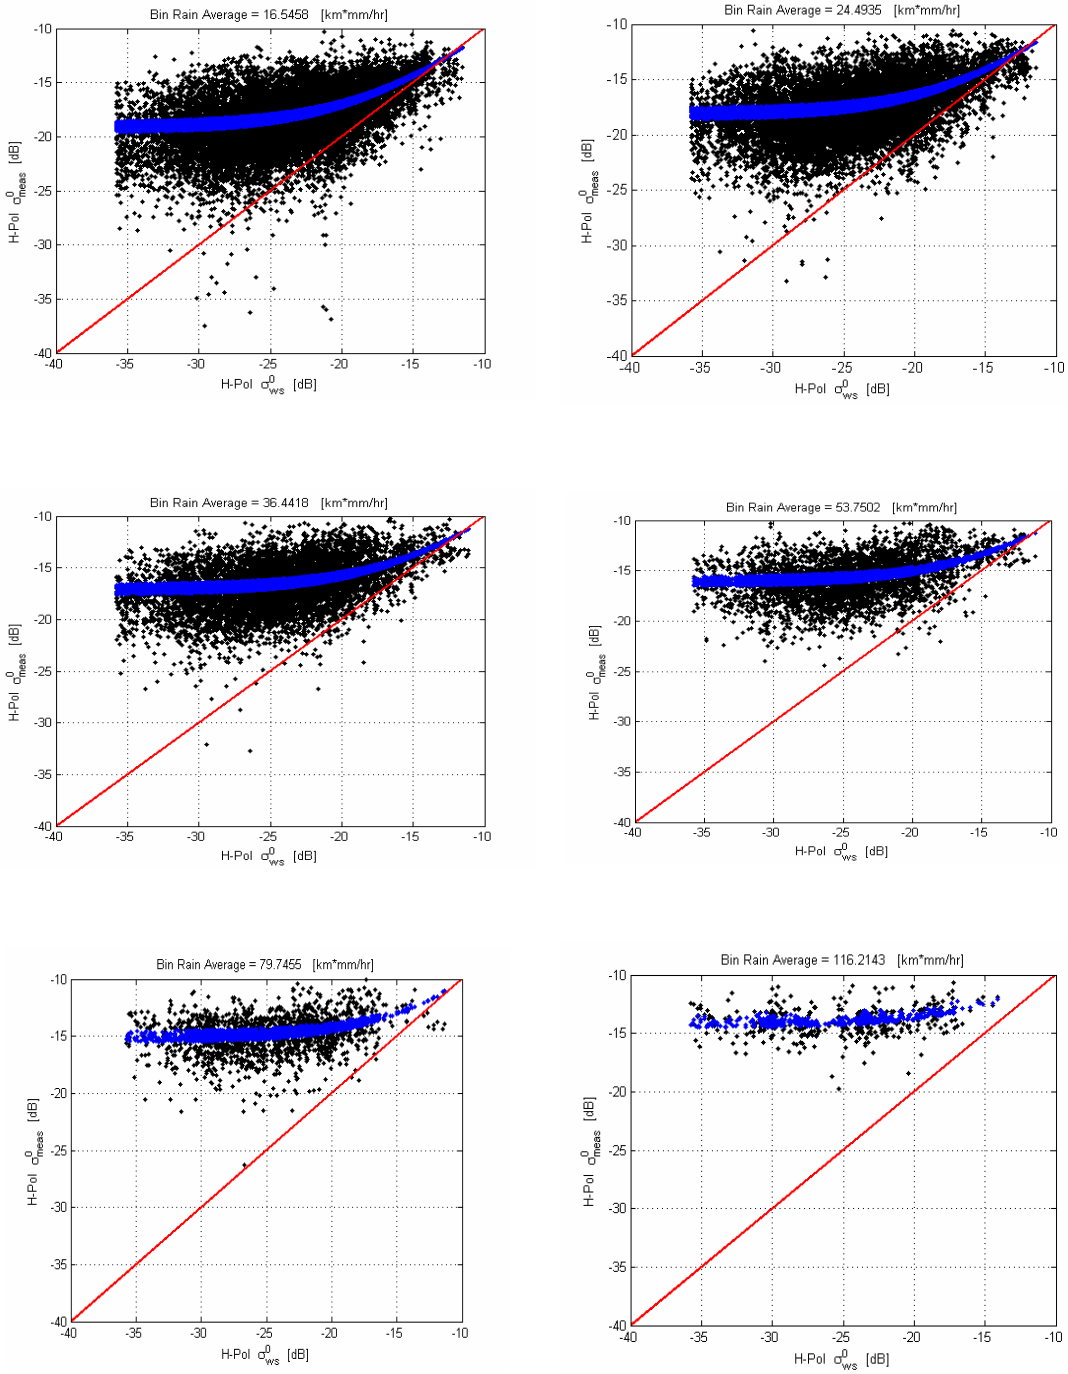 Bin Rain Average = 16.5458 [km*mm/hr]
-10
-15
-20
-25
-30
-35
-40
H-Pol σ⁰meas [dB]
-40 -35 -30 -25 -20 -15 -10
H-Pol σ⁰ws [dB]
Bin Rain Average = 24.4935 [km*mm/hr]
-10
-15
-20
-25
-30
-35
-40
H-Pol σ⁰meas [dB]
-40 -35 -30 -25 -20 -15 -10
H-Pol σ⁰ws [dB]
Bin Rain Average = 36.4418 [km*mm/hr]
-10
-15
-20
-25
-30
-35
-40
H-Pol σ⁰meas [dB]
-40 -35 -30 -25 -20 -15 -10
H-Pol σ⁰ws [dB]
Bin Rain Average = 53.7502 [km*mm/hr]
-10
-15
-20
-25
-30
-35
-40
H-Pol σ⁰meas [dB]
-40 -35 -30 -25 -20 -15 -10
H-Pol σ⁰ws [dB]
Bin Rain Average = 79.7455 [km*mm/hr]
-10
-15
-20
-25
-30
-35
-40
H-Pol σ⁰meas [dB]
-40 -35 -30 -25 -20 -15 -10
H-Pol σ⁰ws [dB]
Bin Rain Average = 116.2143 [km*mm/hr]
-10
-15
-20
-25
-30
-35
-40
H-Pol σ⁰meas [dB]
-40 -35 -30 -25 -20 -15 -10
H-Pol σ⁰ws [dB]